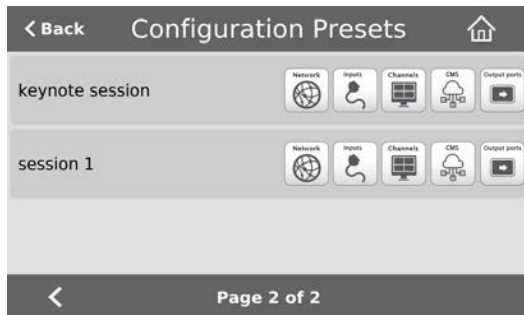 Back Configuration Presets
keynote session
Network Inputs Channels CMS Output ports
session 1
Network Inputs Channels CMS Output ports
Page 2 of 2